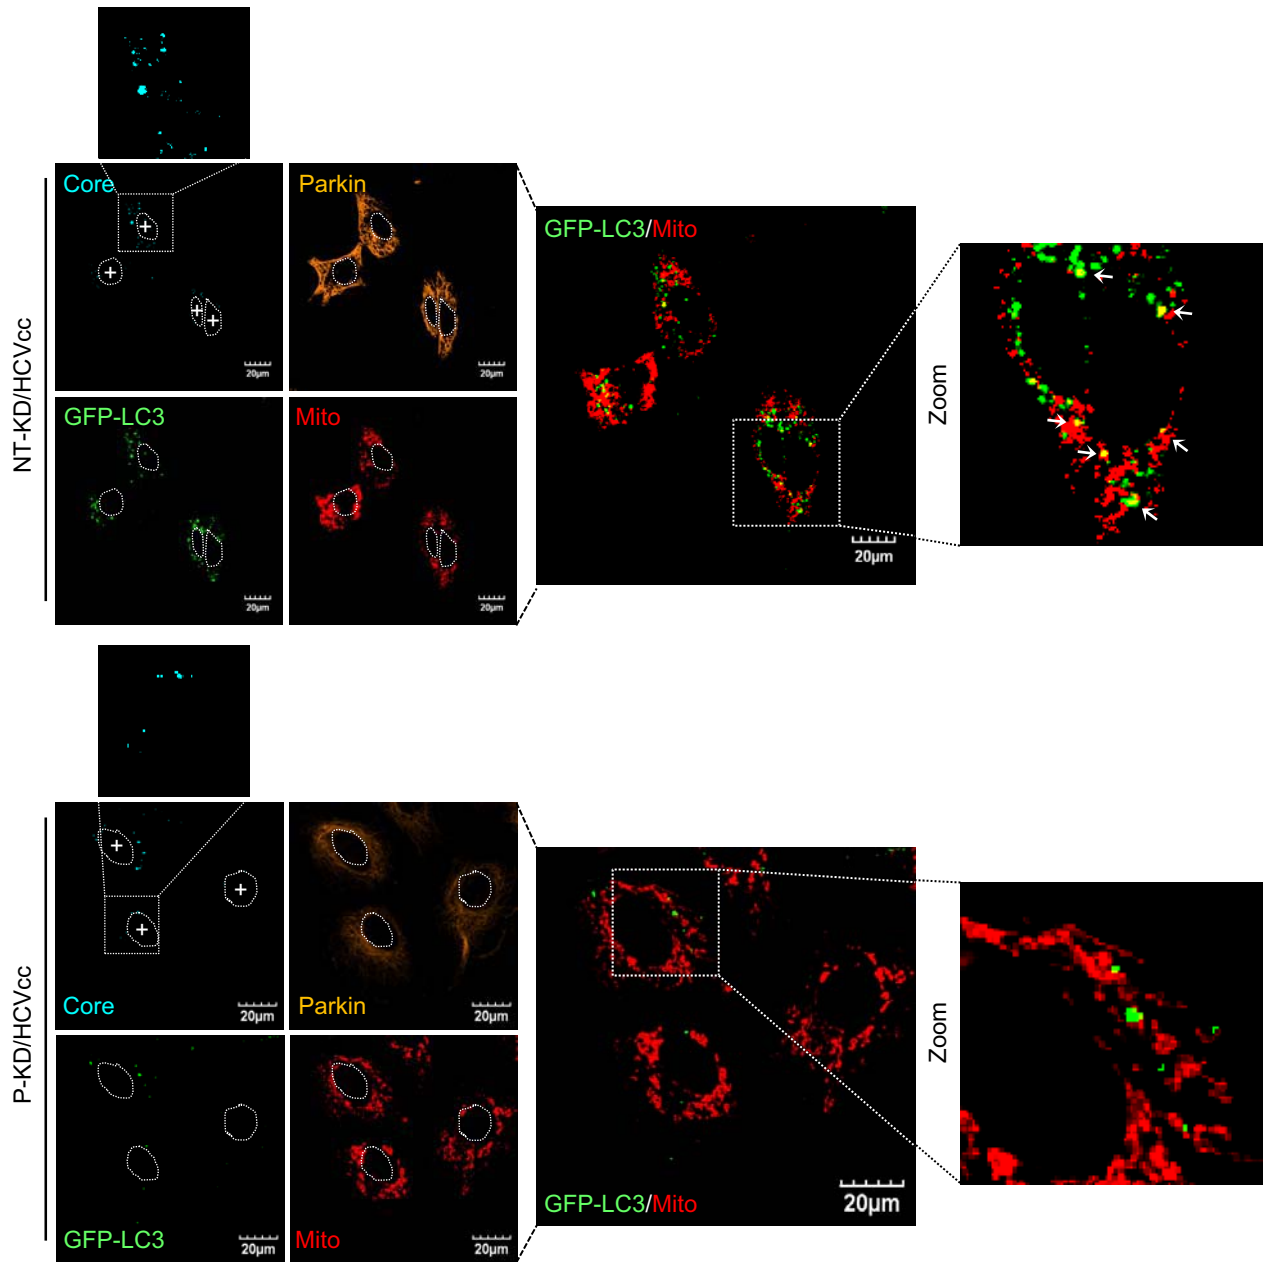 NT-KD/HCVcc
Core
20µm
Parkin
20µm
GFP-LC3
20µm
Mito
20µm
GFP-LC3/Mito
20µm
Zoom
P-KD/HCVcc
Core
20µm
Parkin
20µm
GFP-LC3
20µm
Mito
20µm
GFP-LC3/Mito
20µm
Zoom